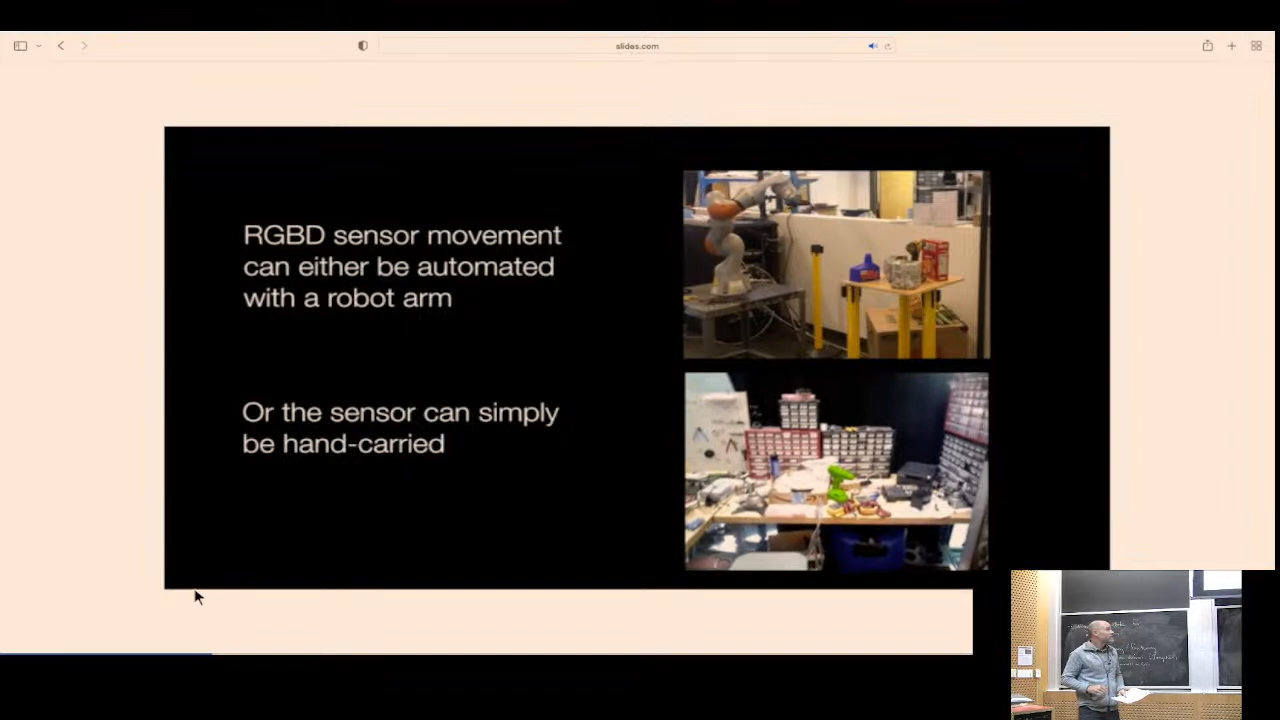 slides.com
RGBD sensor movement
can either be automated
with a robot arm
Or the sensor can simply
be hand-carried